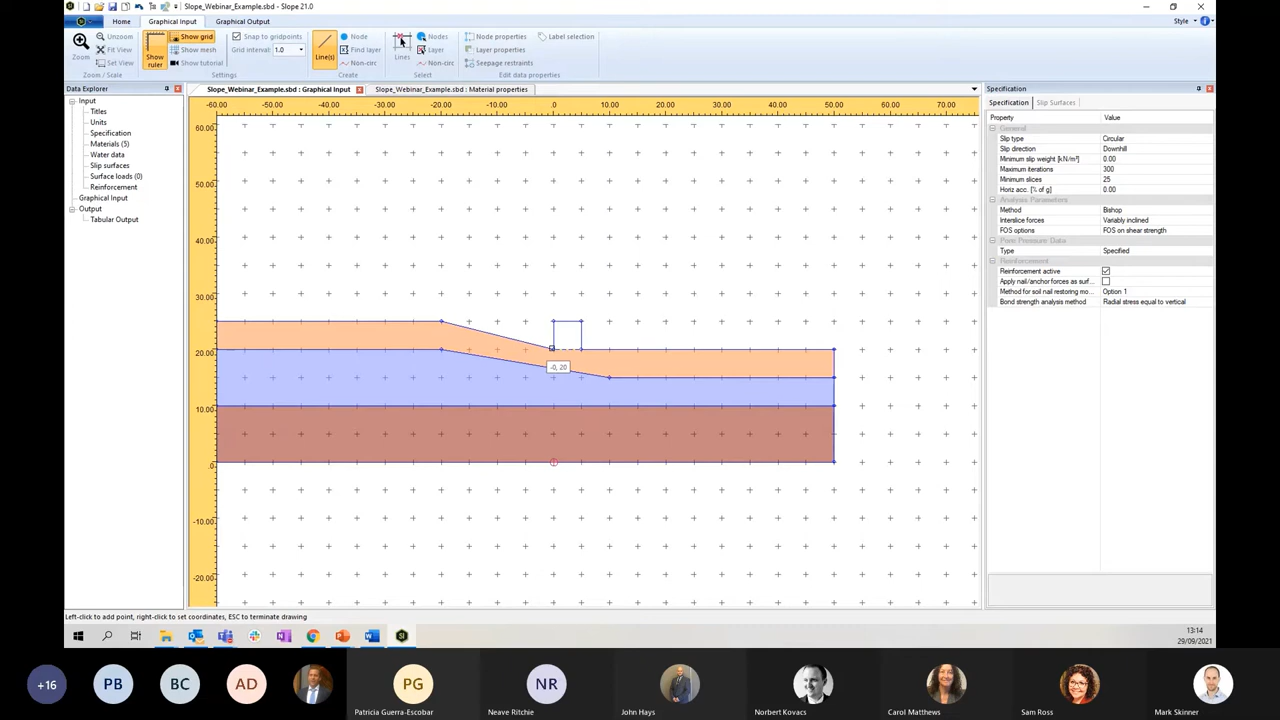 Slope_Webinar_Example.sbd - Slope 21.0
Home
Graphical Input
Graphical Output
Style
Zoom
Unzoom
Fit View
Set View
Zoom / Scale
Show ruler
Show grid
Show mesh
Show tutorial
Snap to gridpoints
Grid interval: 1.0
Settings
Line(s)
Node
Find layer
Non-circ
Create
Lines
Nodes
Layer
Non-circ
Select
Node properties
Layer properties
Seepage restraints
Label selection
Edit data properties
Data Explorer
Input
Titles
Units
Specification
Materials (5)
Water data
Slip surfaces
Surface loads (0)
Reinforcement
Graphical Input
Output
Tabular Output
Slope_Webinar_Example.sbd : Graphical Input
Slope_Webinar_Example.sbd : Material properties
-60.00 -50.00 -40.00 -30.00 -20.00 -10.00 .0 10.00 20.00 30.00 40.00 50.00 60.00 70.00
60.00
50.00
40.00
30.00
20.00
10.00
.0
-10.00
-20.00
-0, 20
Specification
Specification
Slip Surfaces
Property Value
General
Slip type Circular
Slip direction Downhill
Minimum slip weight [kN/m³] 0.00
Maximum iterations 300
Minimum slices 25
Horiz acc. [% of g] 0.00
Analysis Parameters
Method Bishop
Interslice forces Variably inclined
FOS options FOS on shear strength
Pore Pressure Data
Type Specified
Reinforcement
Reinforcement active
Apply nail/anchor forces as surf...
Method for soil nail restoring mo... Option 1
Bond strength analysis method Radial stress equal to vertical
Left-click to add point, right-click to set coordinates, ESC to terminate drawing
13:14
29/09/2021
+16
PB
BC
AD
PG
Patricia Guerra-Escobar
NR
Neave Ritchie
John Hays
Norbert Kovacs
Carol Matthews
Sam Ross
Mark Skinner